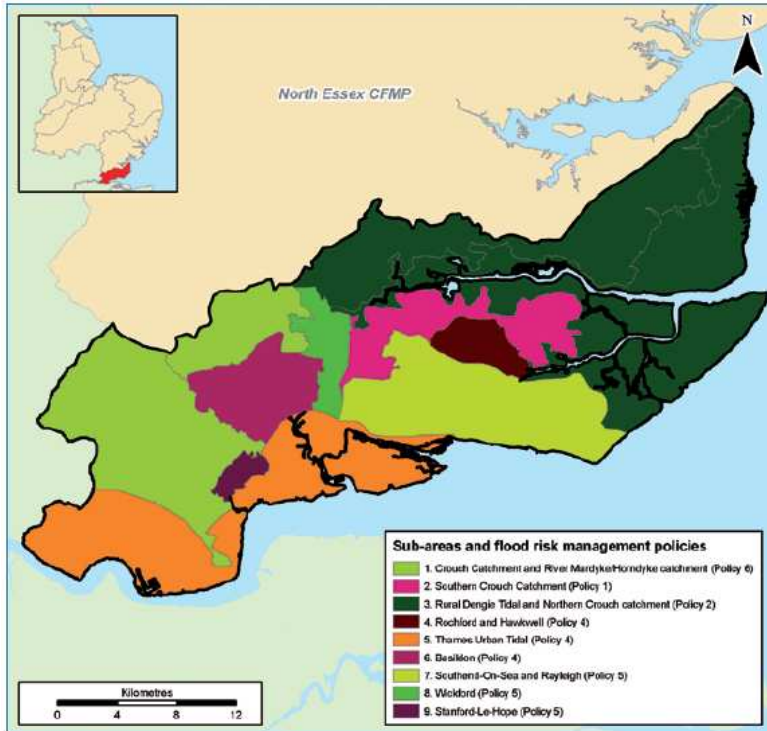 N
North Essex CFMP
Sub-areas and flood risk management policies
1. Crouch Catchment and River Mardyke/Horndyke catchment (Policy 6)
2. Southern Crouch Catchment (Policy 1)
3. Rural Dengie Tidal and Northern Crouch catchment (Policy 2)
4. Rochford and Hawkwell (Policy 4)
5. Thames Urban Tidal (Policy 4)
6. Basildon (Policy 4)
7. Southend-On-Sea and Rayleigh (Policy 5)
8. Wickford (Policy 5)
9. Stanford-Le-Hope (Policy 5)
Kilometres
0 4 8 12